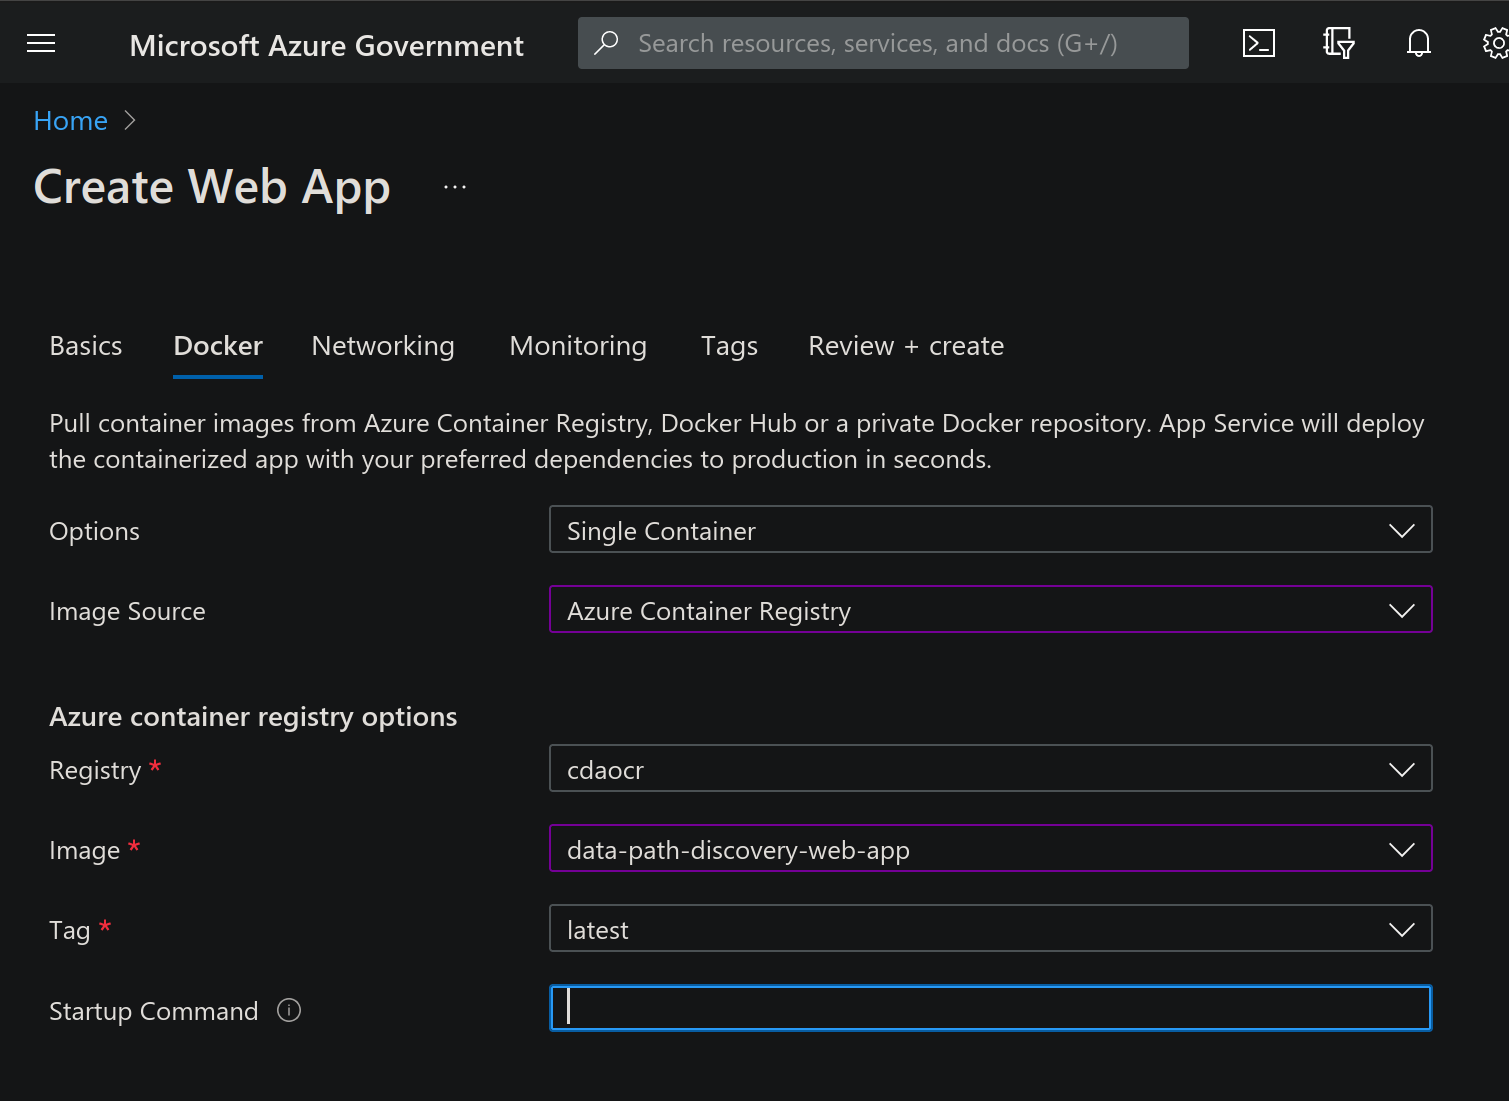 Microsoft Azure Government
Search resources, services, and docs (G+/)
Home
Create Web App
Basics Docker Networking Monitoring Tags Review + create
Pull container images from Azure Container Registry, Docker Hub or a private Docker repository. App Service will deploy
the containerized app with your preferred dependencies to production in seconds.
Options Single Container
Image Source Azure Container Registry
Azure container registry options
Registry * cdaocr
Image * data-path-discovery-web-app
Tag * latest
Startup Command